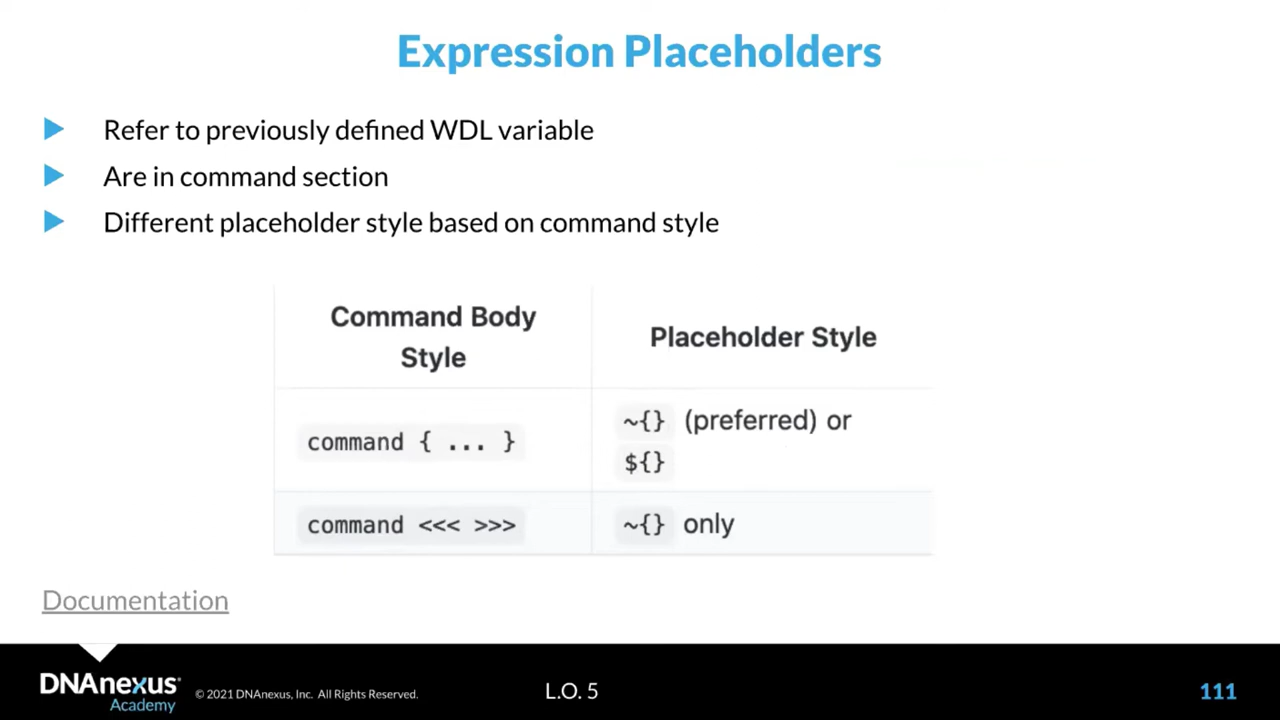 Expression Placeholders
Refer to previously defined WDL variable
Are in command section
Different placeholder style based on command style
Command Body
Style
Placeholder Style
command { ... }
~{} (preferred) or
${}
command <<< >>>
~{} only
Documentation
DNAnexus
Academy
© 2021 DNAnexus, Inc. All Rights Reserved.
L.O. 5
111